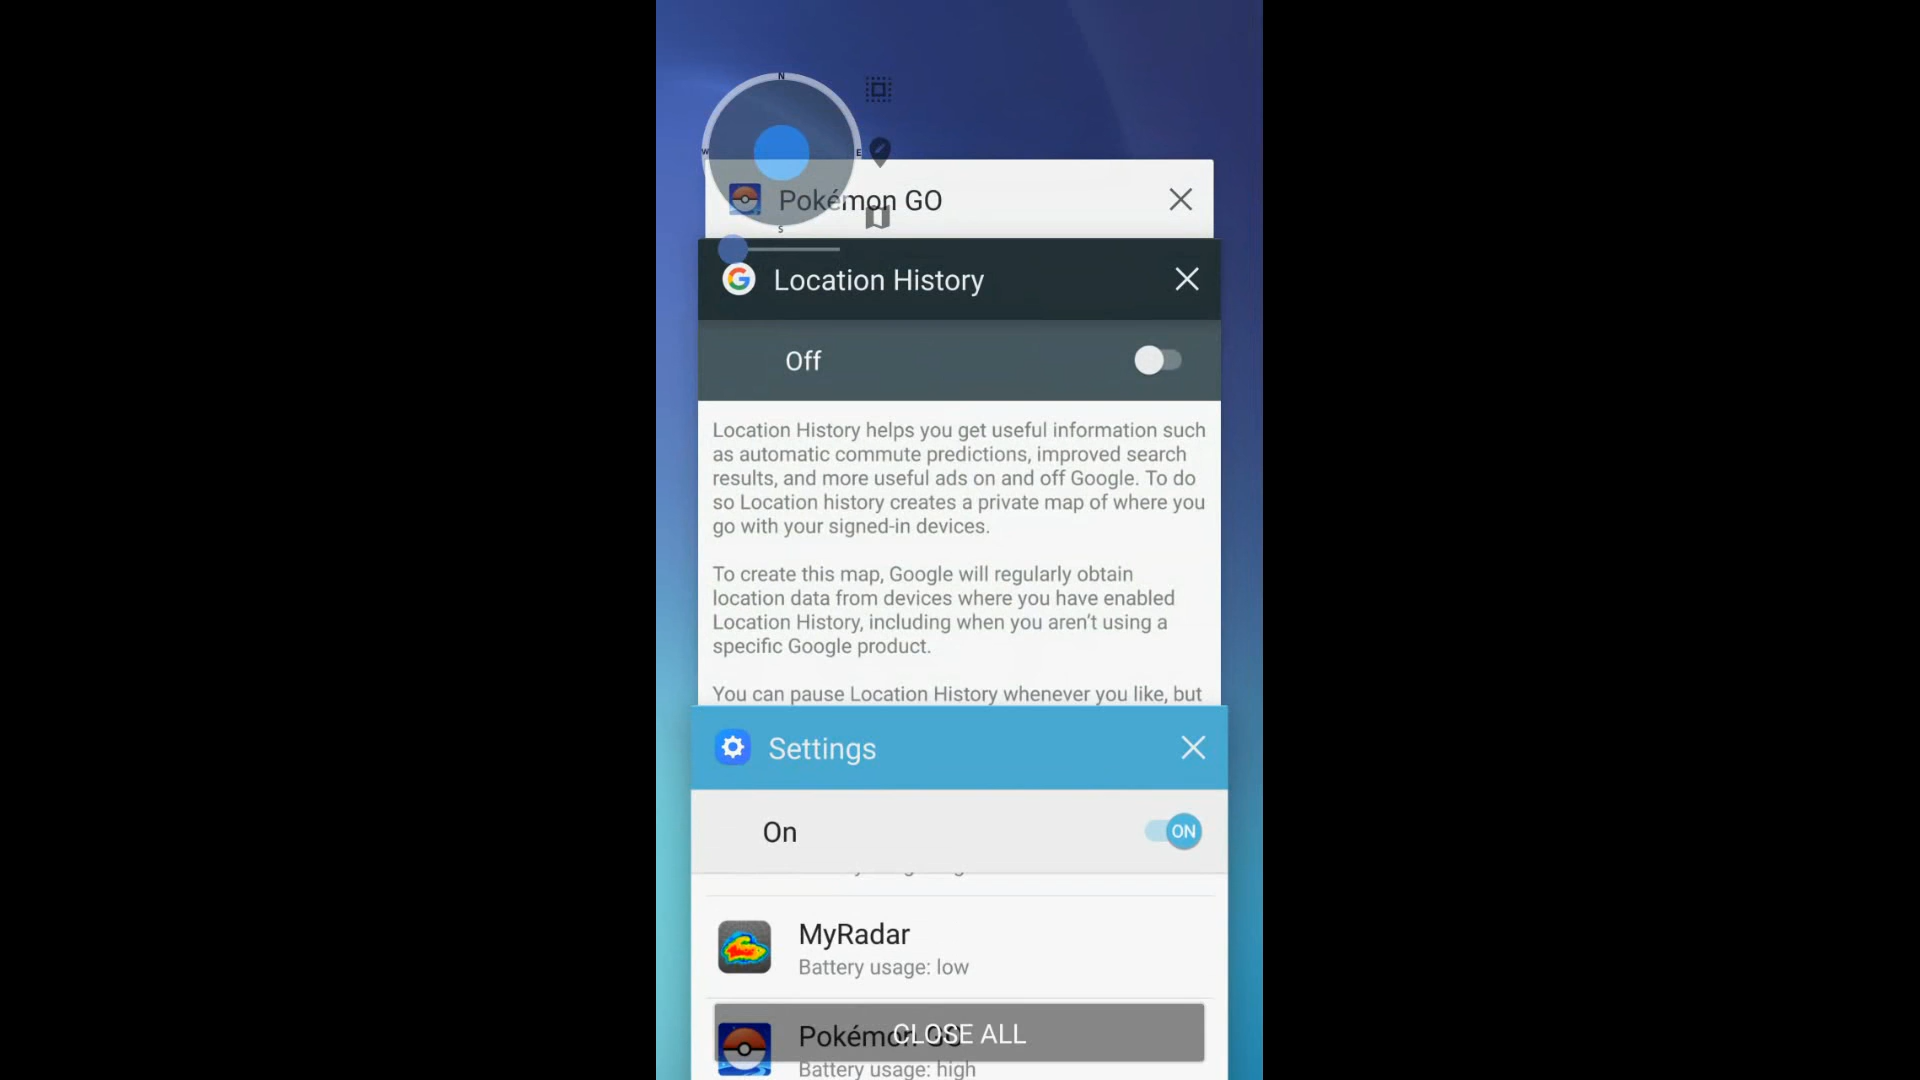 N
W
E
Pokémon GO
S
Location History
Off
Location History helps you get useful information such
as automatic commute predictions, improved search
results, and more useful ads on and off Google. To do
so Location history creates a private map of where you
go with your signed-in devices.
To create this map, Google will regularly obtain
location data from devices where you have enabled
Location History, including when you aren't using a
specific Google product.
You can pause Location History whenever you like, but
Settings
On
ON
MyRadar
Battery usage: low
Pokémon GO
CLOSE ALL
Battery usage: high